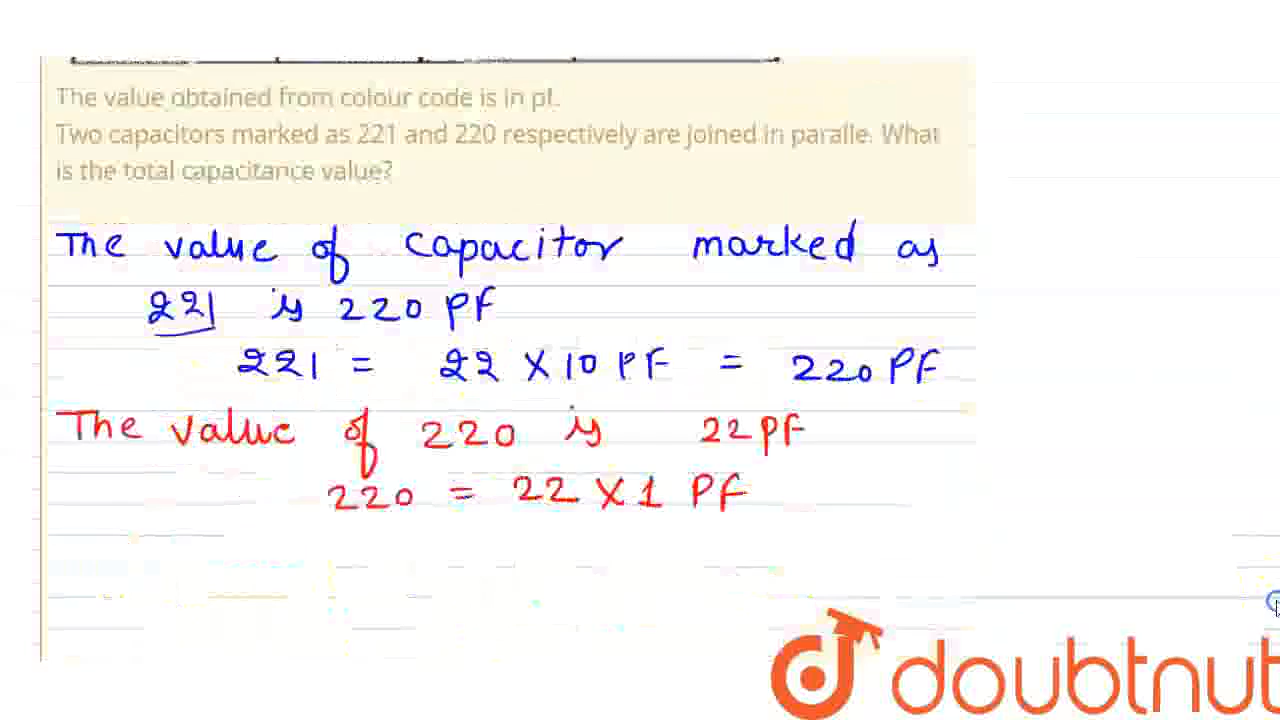 The value obtained from colour code is in pf.
Two capacitors marked as 221 and 220 respectively are joined in paralle. What
is the total capacitance value?
The value of capacitor marked as
221 is 220 PF
221 = 22 X 10 PF = 220 PF
The value of 220 is 22 PF
220 = 22 X 1 PF
doubtnut